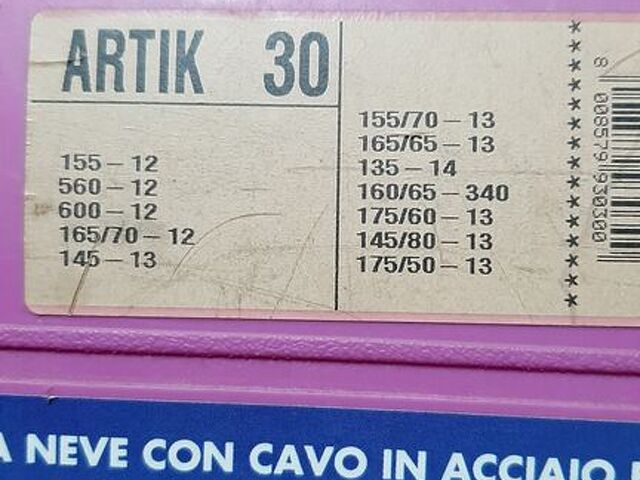 ARTIK 30
155 – 12
560 – 12
600 – 12
165/70 – 12
145 – 13
155/70 – 13
165/65 – 13
135 – 14
160/65 – 340
175/60 – 13
145/80 – 13
175/50 – 13
8 008579 930300
NEVE CON CAVO IN ACCIAIO